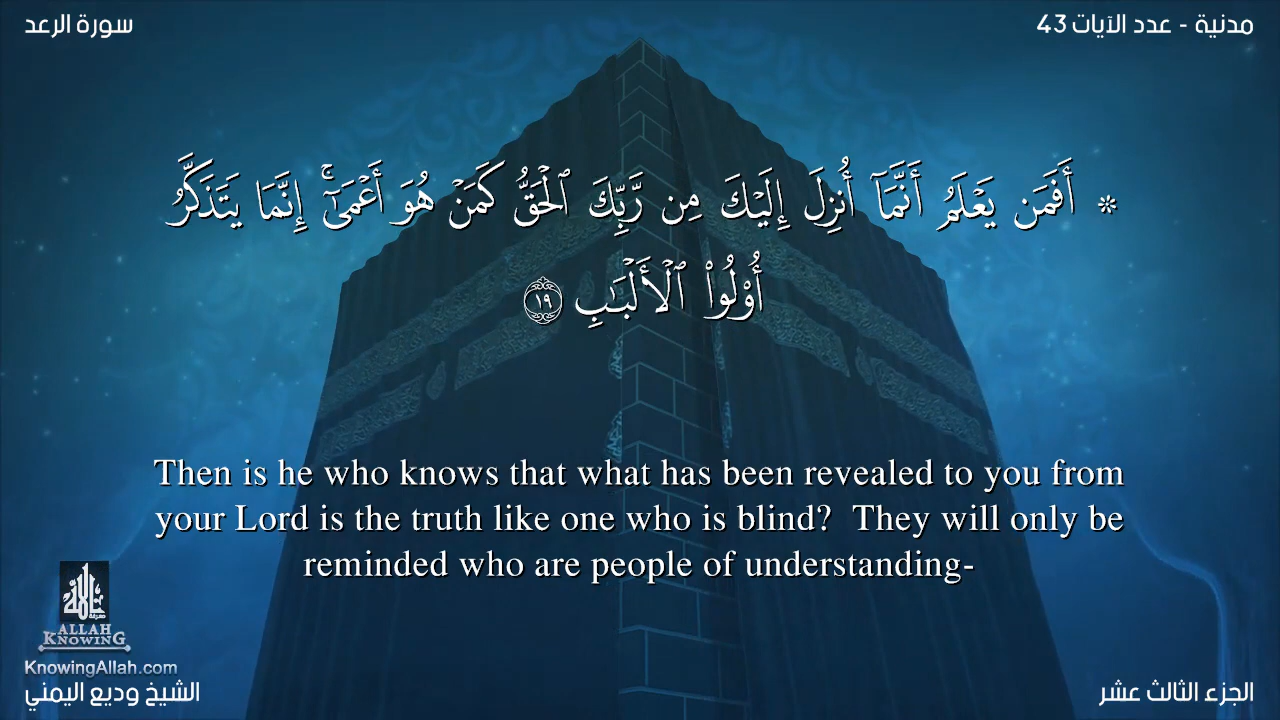 سورة الرعد
مدنية - عدد الآيات 43
* أَفَمَن يَعْلَمُ أَنَّمَآ أُنزِلَ إِلَيْكَ مِن رَّبِّكَ ٱلْحَقُّ كَمَنْ هُوَ أَعْمَىٰٓ ۚ إِنَّمَا يَتَذَكَّرُ
أُو۟لُوا۟ ٱلْأَلْبَـٰبِ ١٩
Then is he who knows that what has been revealed to you from
your Lord is the truth like one who is blind?  They will only be
reminded who are people of understanding-
معرفة الله
ALLAH
KNOWING
KnowingAllah.com
الشيخ وديع اليمني
الجزء الثالث عشر